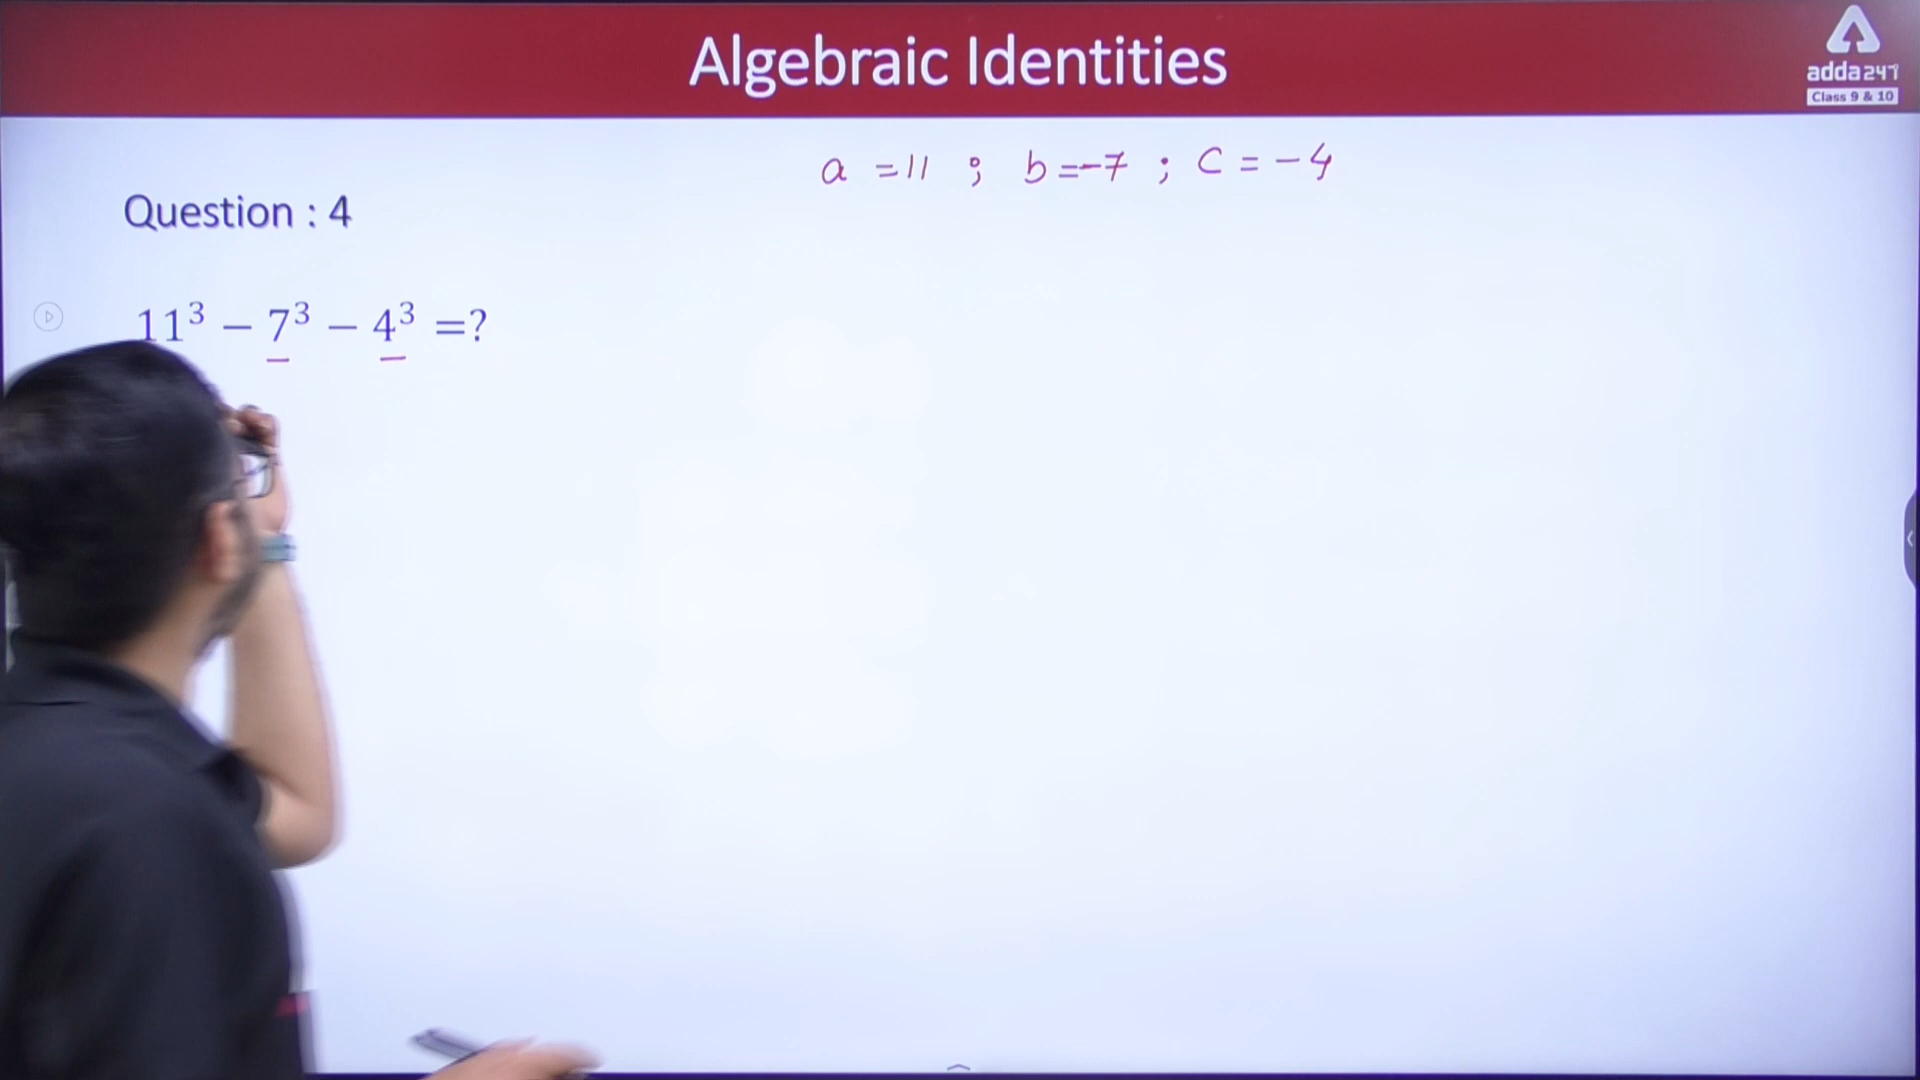 Algebraic Identities
adda247
Class 9 & 10
a = 11 ; b = -7 ; C = -4
Question : 4
11³ − 7³ − 4³ =?